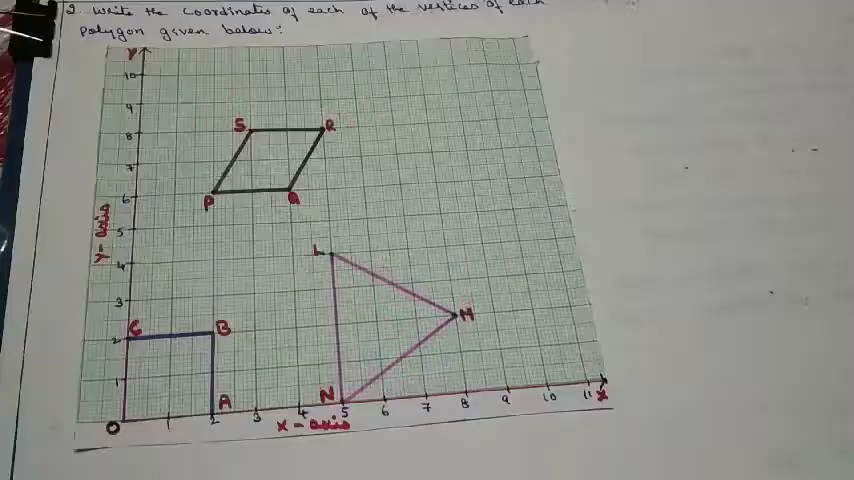 2. Write the coordinates of each of the vertices of each
polygon given below:
Y
10
9
S R
8
7
P Q
6
5
y-axis
L
4
3
M
C B
2
1
N
A
O 1 2 3 4 5 6 7 8 9 10 11 X
X-axis